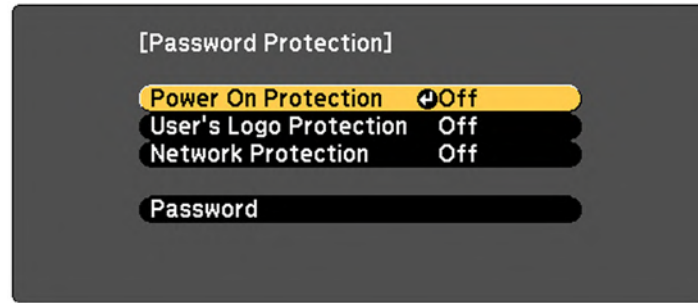 [Password Protection]
Power On Protection Off
User's Logo Protection Off
Network Protection Off
Password